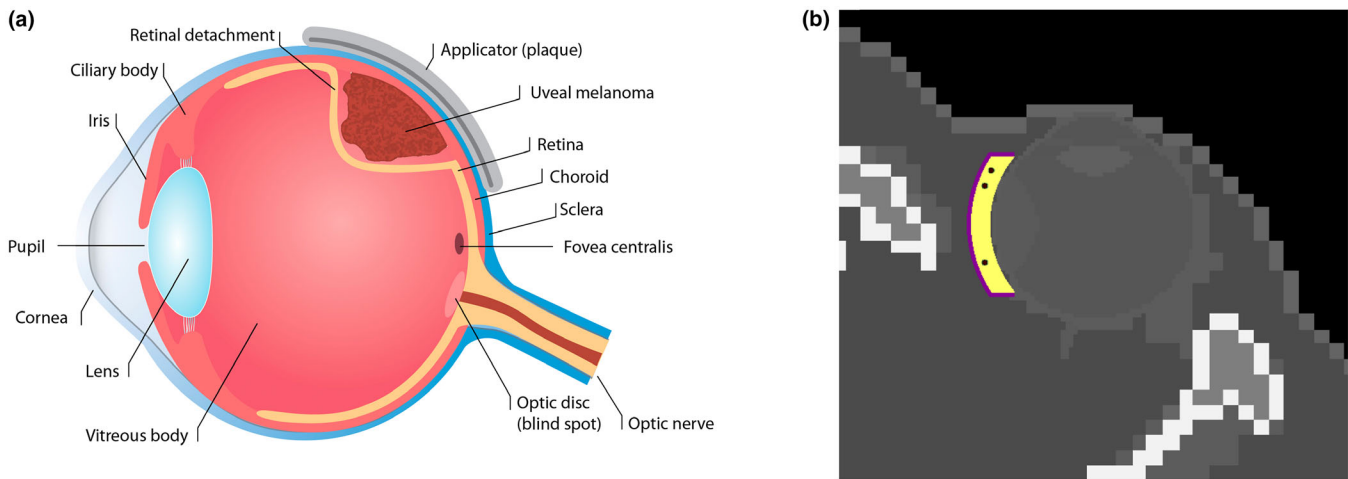 (a)
(b)
Retinal detachment
Ciliary body
Iris
Pupil
Cornea
Lens
Vitreous body
Applicator (plaque)
Uveal melanoma
Retina
Choroid
Sclera
Fovea centralis
Optic disc
(blind spot)
Optic nerve